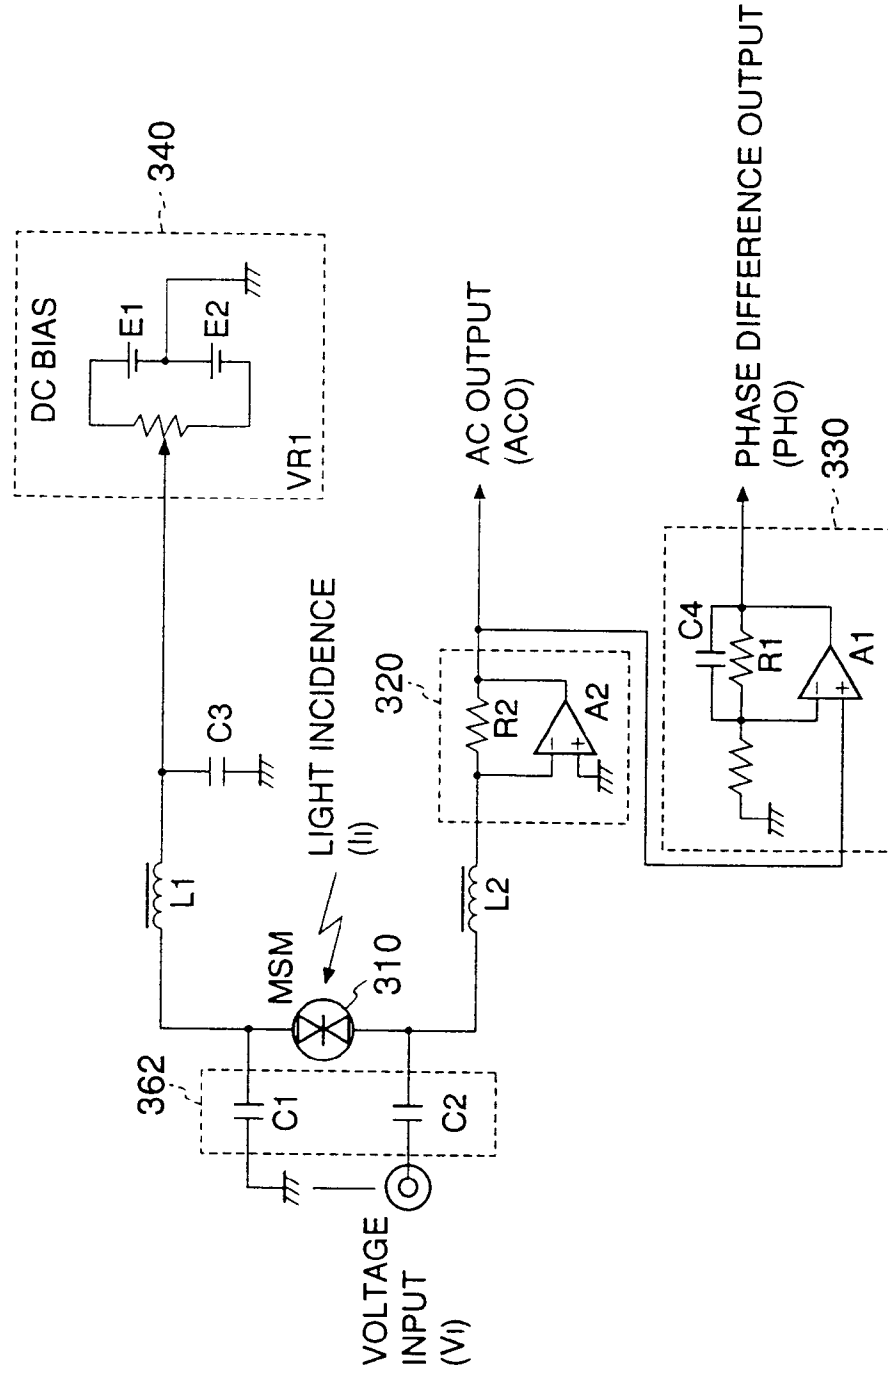 340
DC BIAS
E1
E2
VR1
C3
L1
LIGHT INCIDENCE
(II)
MSM
310
362
C1
C2
VOLTAGE
INPUT
(VI)
L2
320
R2
A2
-
+
AC OUTPUT
(ACO)
C4
R1
A1
-
+
PHASE DIFFERENCE OUTPUT
(PHO)
330